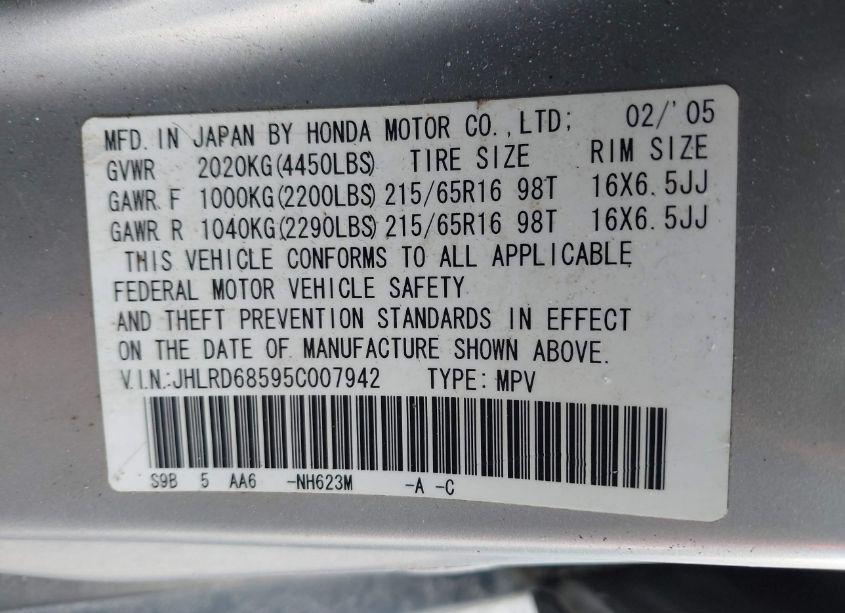 MFD. IN JAPAN BY HONDA MOTOR CO.,LTD; 02/'05
GVWR 2020KG(4450LBS) TIRE SIZE RIM SIZE
GAWR F 1000KG(2200LBS) 215/65R16 98T 16X6.5JJ
GAWR R 1040KG(2290LBS) 215/65R16 98T 16X6.5JJ
THIS VEHICLE CONFORMS TO ALL APPLICABLE
FEDERAL MOTOR VEHICLE SAFETY
AND THEFT PREVENTION STANDARDS IN EFFECT
ON THE DATE OF MANUFACTURE SHOWN ABOVE.
V.I.N.:JHLRD68595C007942 TYPE: MPV
S9B 5 AA6 -NH623M -A -C